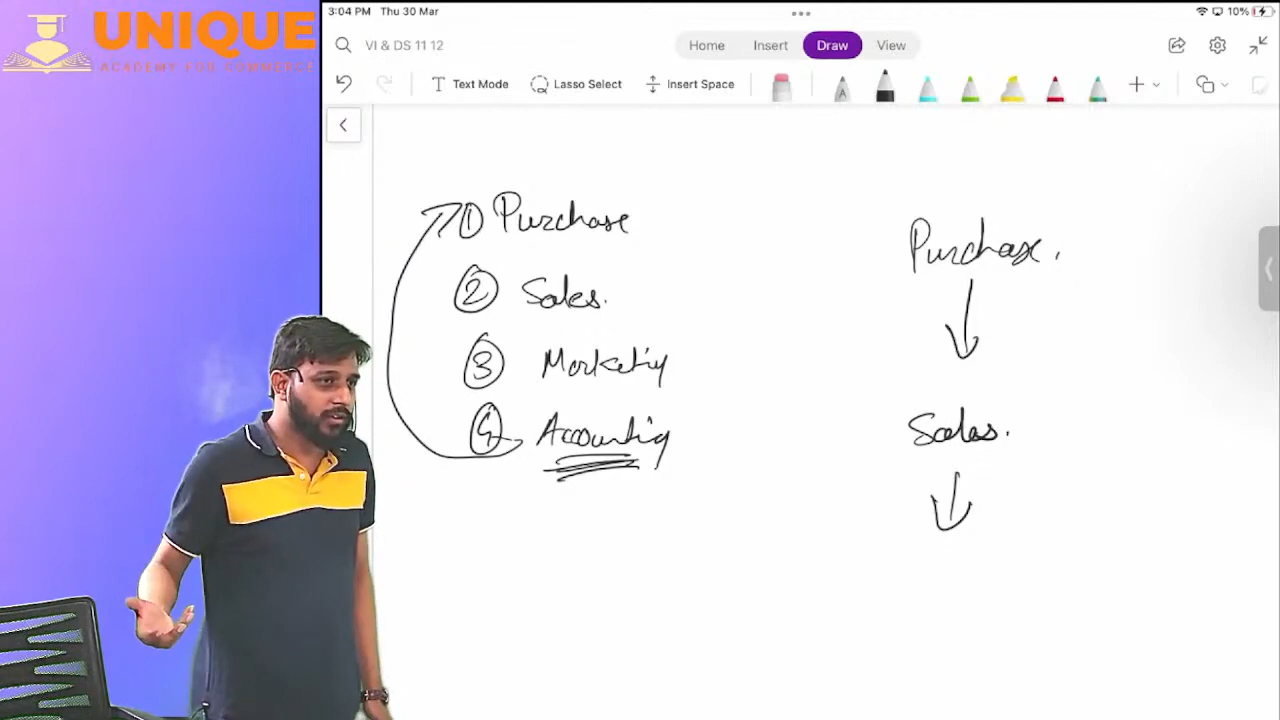 UNIQUE
ACADEMY FOR COMMERCE
3:04 PM Thu 30 Mar
10%
VI & DS 11 12
Home Insert Draw View
Text Mode Lasso Select Insert Space
A
① Purchase
② Sales.
③ Marketing
④ Accounting
Purchase.
Sales.